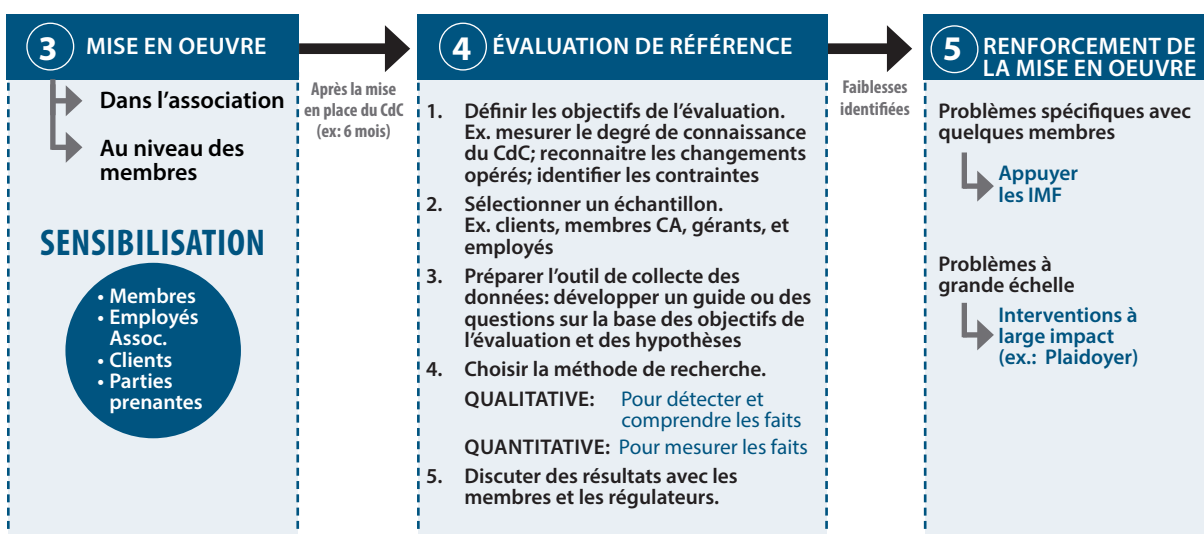 3 MISE EN OEUVRE
Dans l’association
Au niveau des
membres
SENSIBILISATION
• Membres
• Employés
Assoc.
• Clients
• Parties
prenantes
Après la mise
en place du CdC
(ex: 6 mois)
4 ÉVALUATION DE RÉFÉRENCE
1. Définir les objectifs de l’évaluation.
Ex. mesurer le degré de connaissance
du CdC; reconnaitre les changements
opérés; identifier les contraintes
2. Sélectionner un échantillon.
Ex. clients, membres CA, gérants, et
employés
3. Préparer l’outil de collecte des
données: développer un guide ou des
questions sur la base des objectifs de
l’évaluation et des hypothèses
4. Choisir la méthode de recherche.
QUALITATIVE: Pour détecter et
comprendre les faits
QUANTITATIVE: Pour mesurer les faits
5. Discuter des résultats avec les
membres et les régulateurs.
Faiblesses
identifiées
5 RENFORCEMENT DE
LA MISE EN OEUVRE
Problèmes spécifiques avec
quelques membres
Appuyer
les IMF
Problèmes à
grande échelle
Interventions à
large impact
(ex.: Plaidoyer)